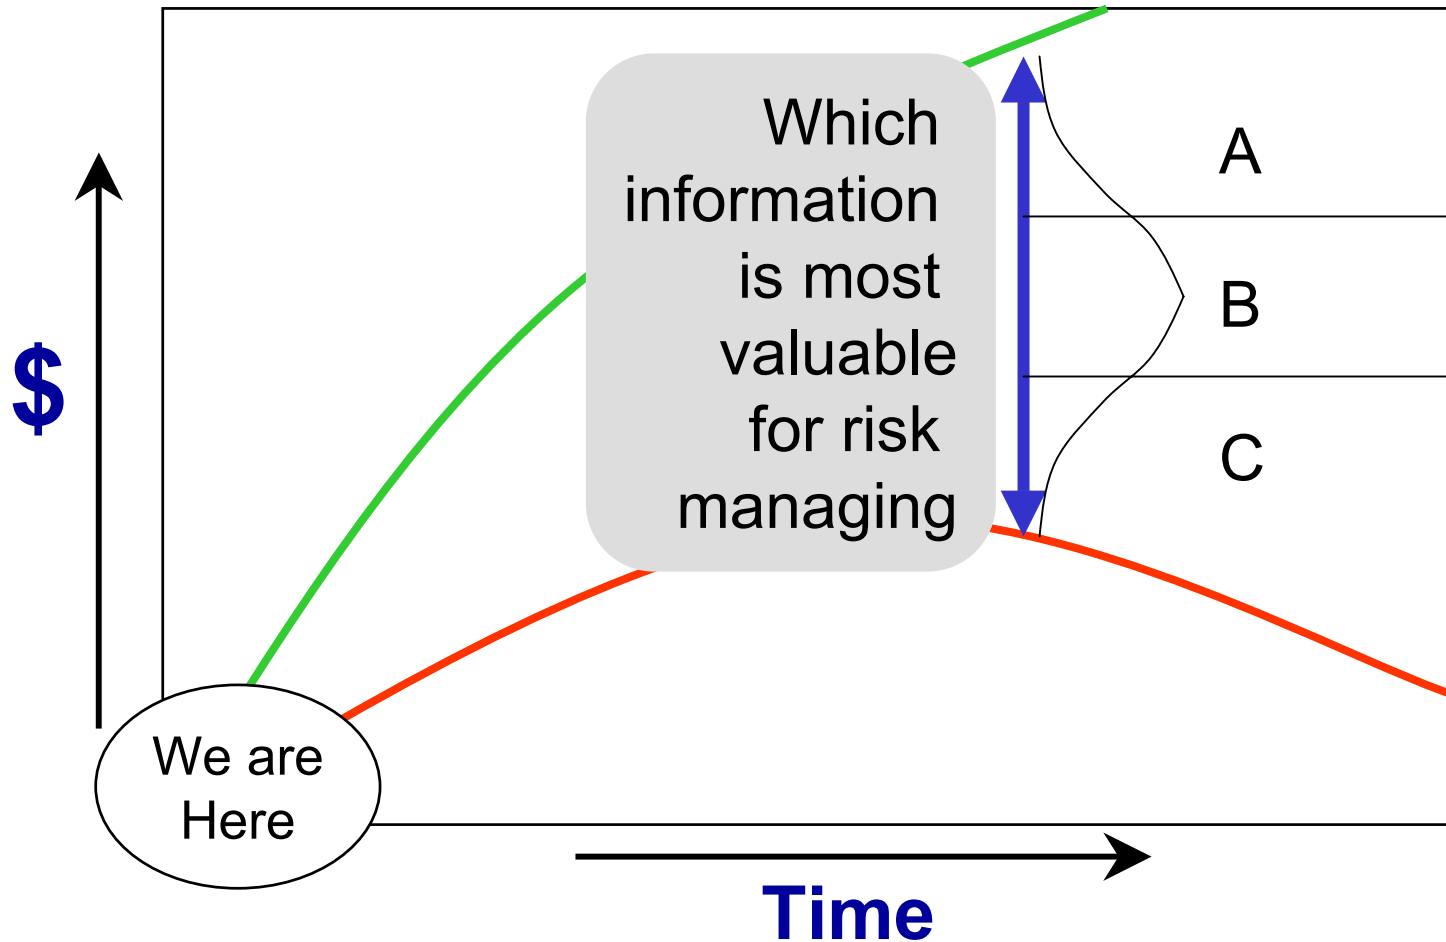 Which
information
is most
valuable
for risk
managing
A
B
C
$
We are
Here
Time